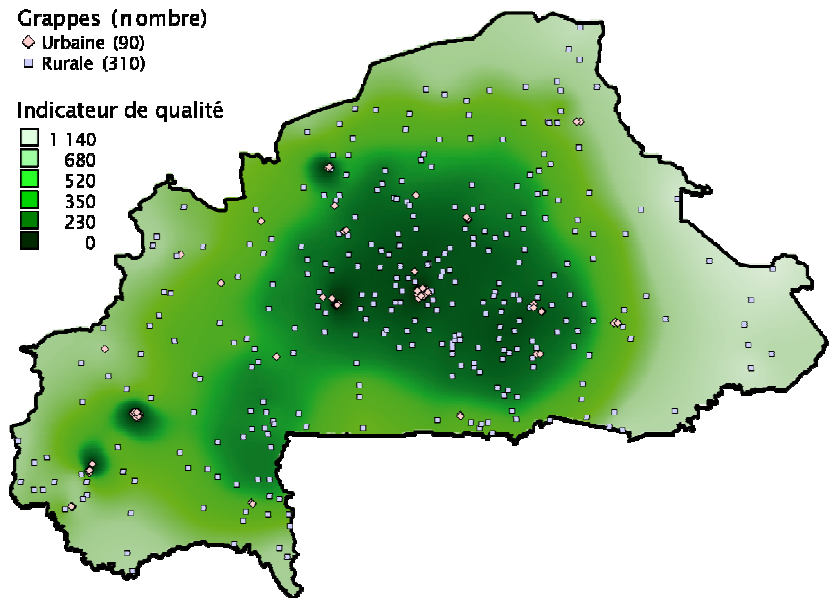 Grappes (nombre)
Urbaine (90)
Rurale (310)
Indicateur de qualité
1 140
680
520
350
230
0